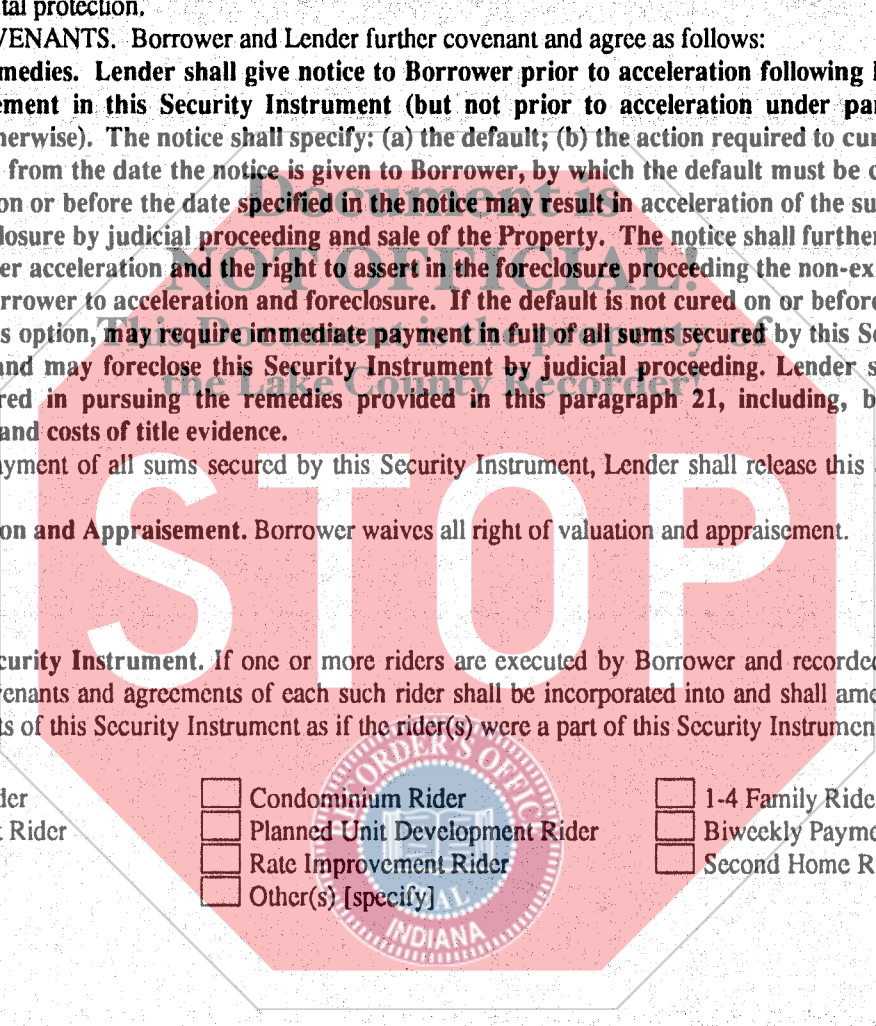 tal protection.
VENANTS. Borrower and Lender further covenant and agree as follows:
medies. Lender shall give notice to Borrower prior to acceleration following
ement in this Security Instrument (but not prior to acceleration under par
herwise). The notice shall specify: (a) the default; (b) the action required to cur
from the date the notice is given to Borrower, by which the default must be c
on or before the date specified in the notice may result in acceleration of the su
losure by judicial proceeding and sale of the Property. The notice shall further
er acceleration and the right to assert in the foreclosure proceeding the non-ex
orrower to acceleration and foreclosure. If the default is not cured on or before
s option, may require immediate payment in full of all sums secured by this Se
and may foreclose this Security Instrument by judicial proceeding. Lender s
red in pursuing the remedies provided in this paragraph 21, including, b
and costs of title evidence.
yment of all sums secured by this Security Instrument, Lender shall release this
on and Appraisement. Borrower waives all right of valuation and appraisement.
curity Instrument. If one or more riders are executed by Borrower and recorded
venants and agreements of each such rider shall be incorporated into and shall ame
ts of this Security Instrument as if the rider(s) were a part of this Security Instrumen
der
Condominium Rider
1-4 Family Ride
Rider
Planned Unit Development Rider
Biweekly Payme
Rate Improvement Rider
Second Home R
Other(s) [specify]
Document is
NOT OFFICIAL!
This Document is the property of
the Lake County Recorder!
STOP
ORDER'S OFFIC
SEAL
INDIANA